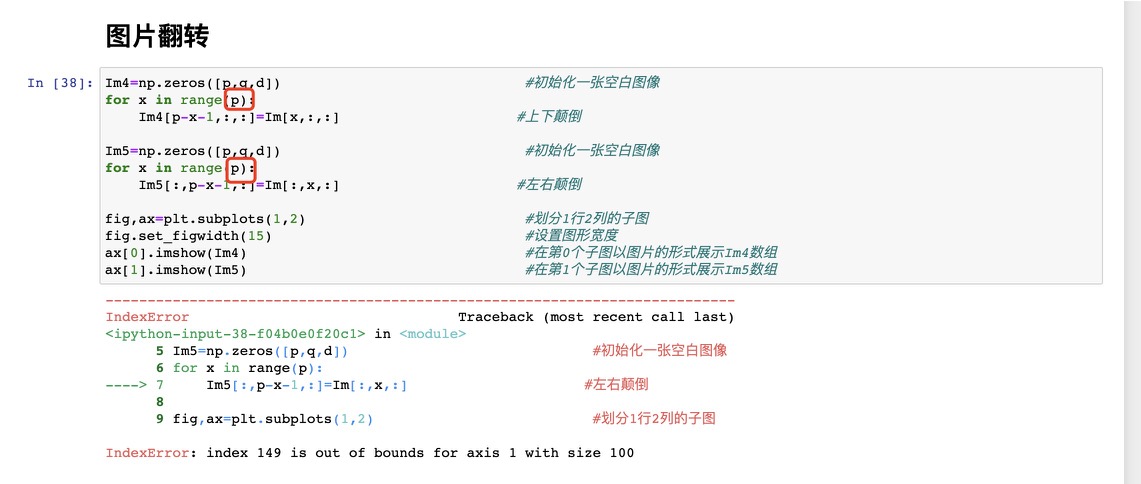 图片翻转
In [38]: Im4=np.zeros([p,q,d]) #初始化一张空白图像
for x in range(p):
Im4[p-x-1,:,:]=Im[x,:,:] #上下颠倒
Im5=np.zeros([p,q,d]) #初始化一张空白图像
for x in range(p):
Im5[:,p-x-1,:]=Im[:,x,:] #左右颠倒
fig,ax=plt.subplots(1,2) #划分1行2列的子图
fig.set_figwidth(15) #设置图形宽度
ax[0].imshow(Im4) #在第0个子图以图片的形式展示Im4数组
ax[1].imshow(Im5) #在第1个子图以图片的形式展示Im5数组
---------------------------------------------------------------------------
IndexError Traceback (most recent call last)
<ipython-input-38-f04b0e0f20c1> in <module>
5 Im5=np.zeros([p,q,d]) #初始化一张空白图像
6 for x in range(p):
----> 7 Im5[:,p-x-1,:]=Im[:,x,:] #左右颠倒
8
9 fig,ax=plt.subplots(1,2) #划分1行2列的子图
IndexError: index 149 is out of bounds for axis 1 with size 100